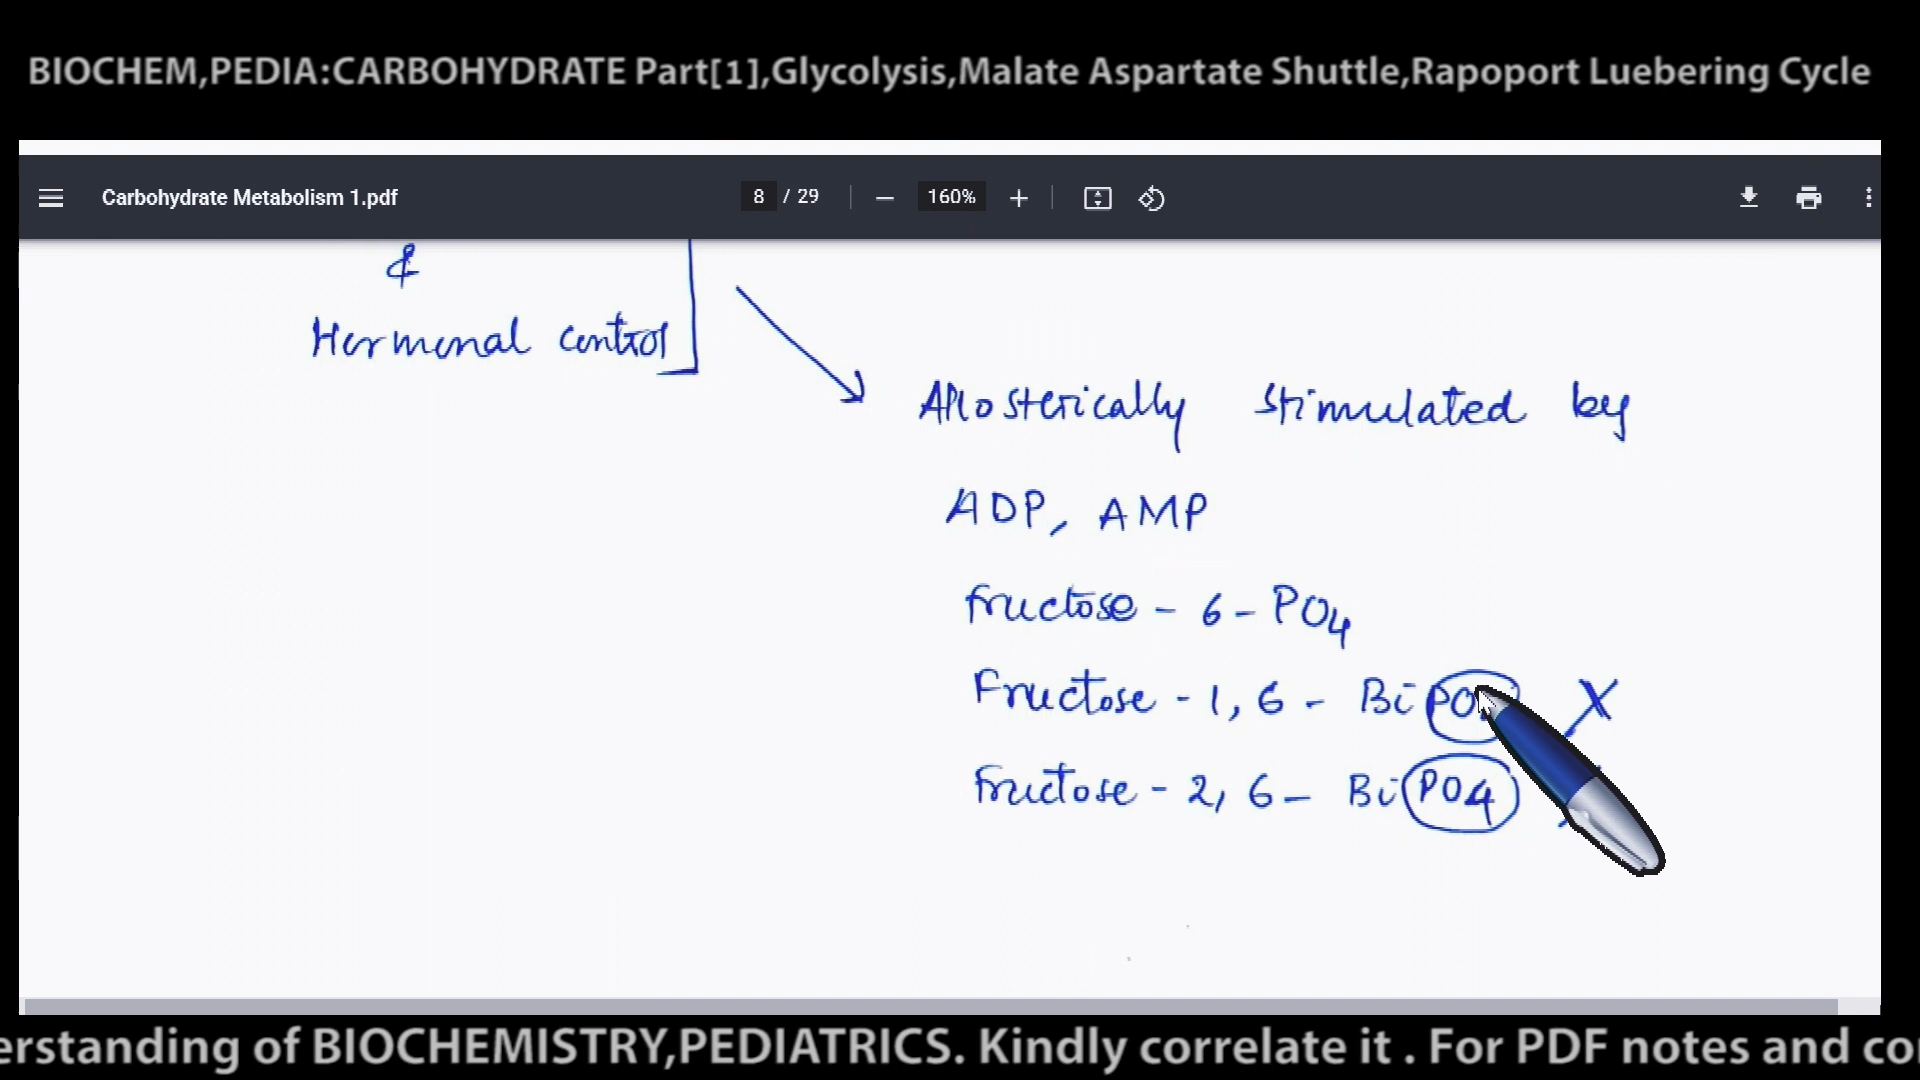 BIOCHEM,PEDIA:CARBOHYDRATE Part[1],Glycolysis,Malate Aspartate Shuttle,Rapoport Luebering Cycle
Carbohydrate Metabolism 1.pdf 8 / 29 − 160% +
&
Hormonal control
Allosterically stimulated by
ADP, AMP
Fructose - 6 - PO4
Fructose - 1, 6 - Bi X
Fructose - 2, 6 - Bi PO4
erstanding of BIOCHEMISTRY,PEDIATRICS. Kindly correlate it . For PDF notes and co